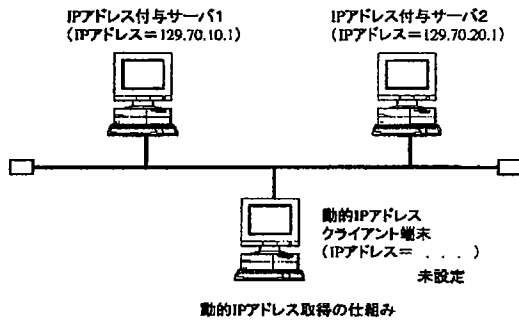 IPアドレス付与サーバ1
(IPアドレス=129.70.10.1)
IPアドレス付与サーバ2
(IPアドレス=129.70.20.1)
動的IPアドレス
クライアント端末
(IPアドレス= . . . )
未設定
動的IPアドレス取得の仕組み